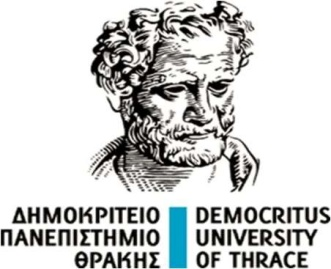 ΔΗΜΟΚΡΙΤΕΙΟ
ΠΑΝΕΠΙΣΤΗΜΙΟ
ΘΡΑΚΗΣ
DEMOCRITUS
UNIVERSITY
OF THRACE